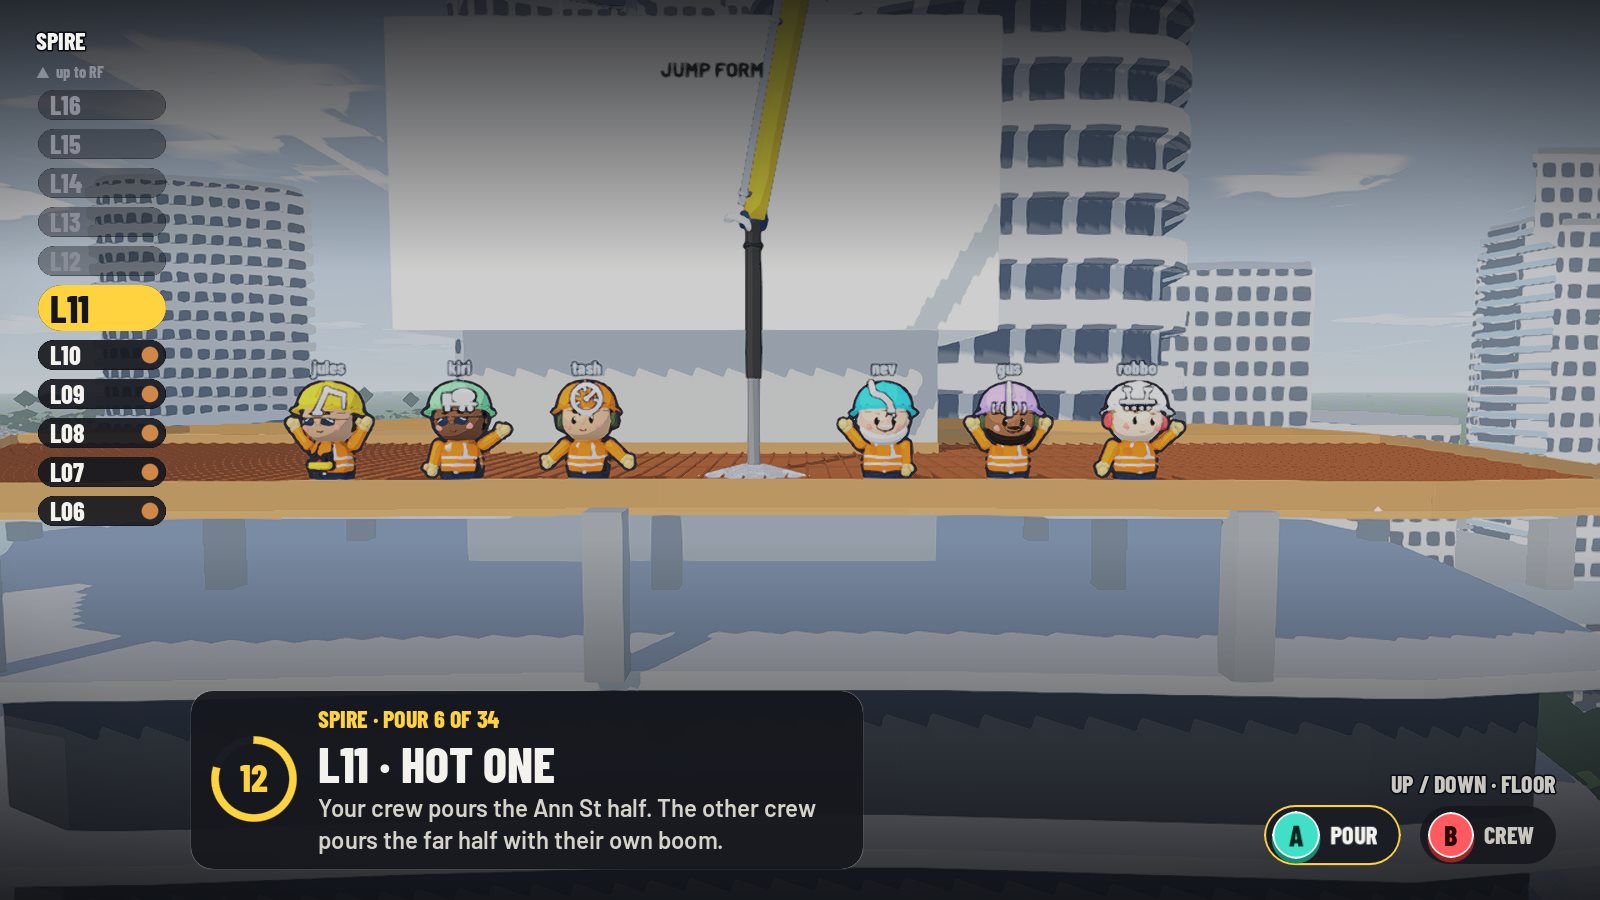 SPIRE
▲ up to RF
L16
L15
L14
L13
L12
L11
L10
L09
L08
L07
L06
JUMP FORM
jules
kiri
tash
nev
gus
robbo
12
SPIRE · POUR 6 OF 34
L11 · HOT ONE
Your crew pours the Ann St half. The other crew
pours the far half with their own boom.
UP / DOWN · FLOOR
A POUR
B CREW